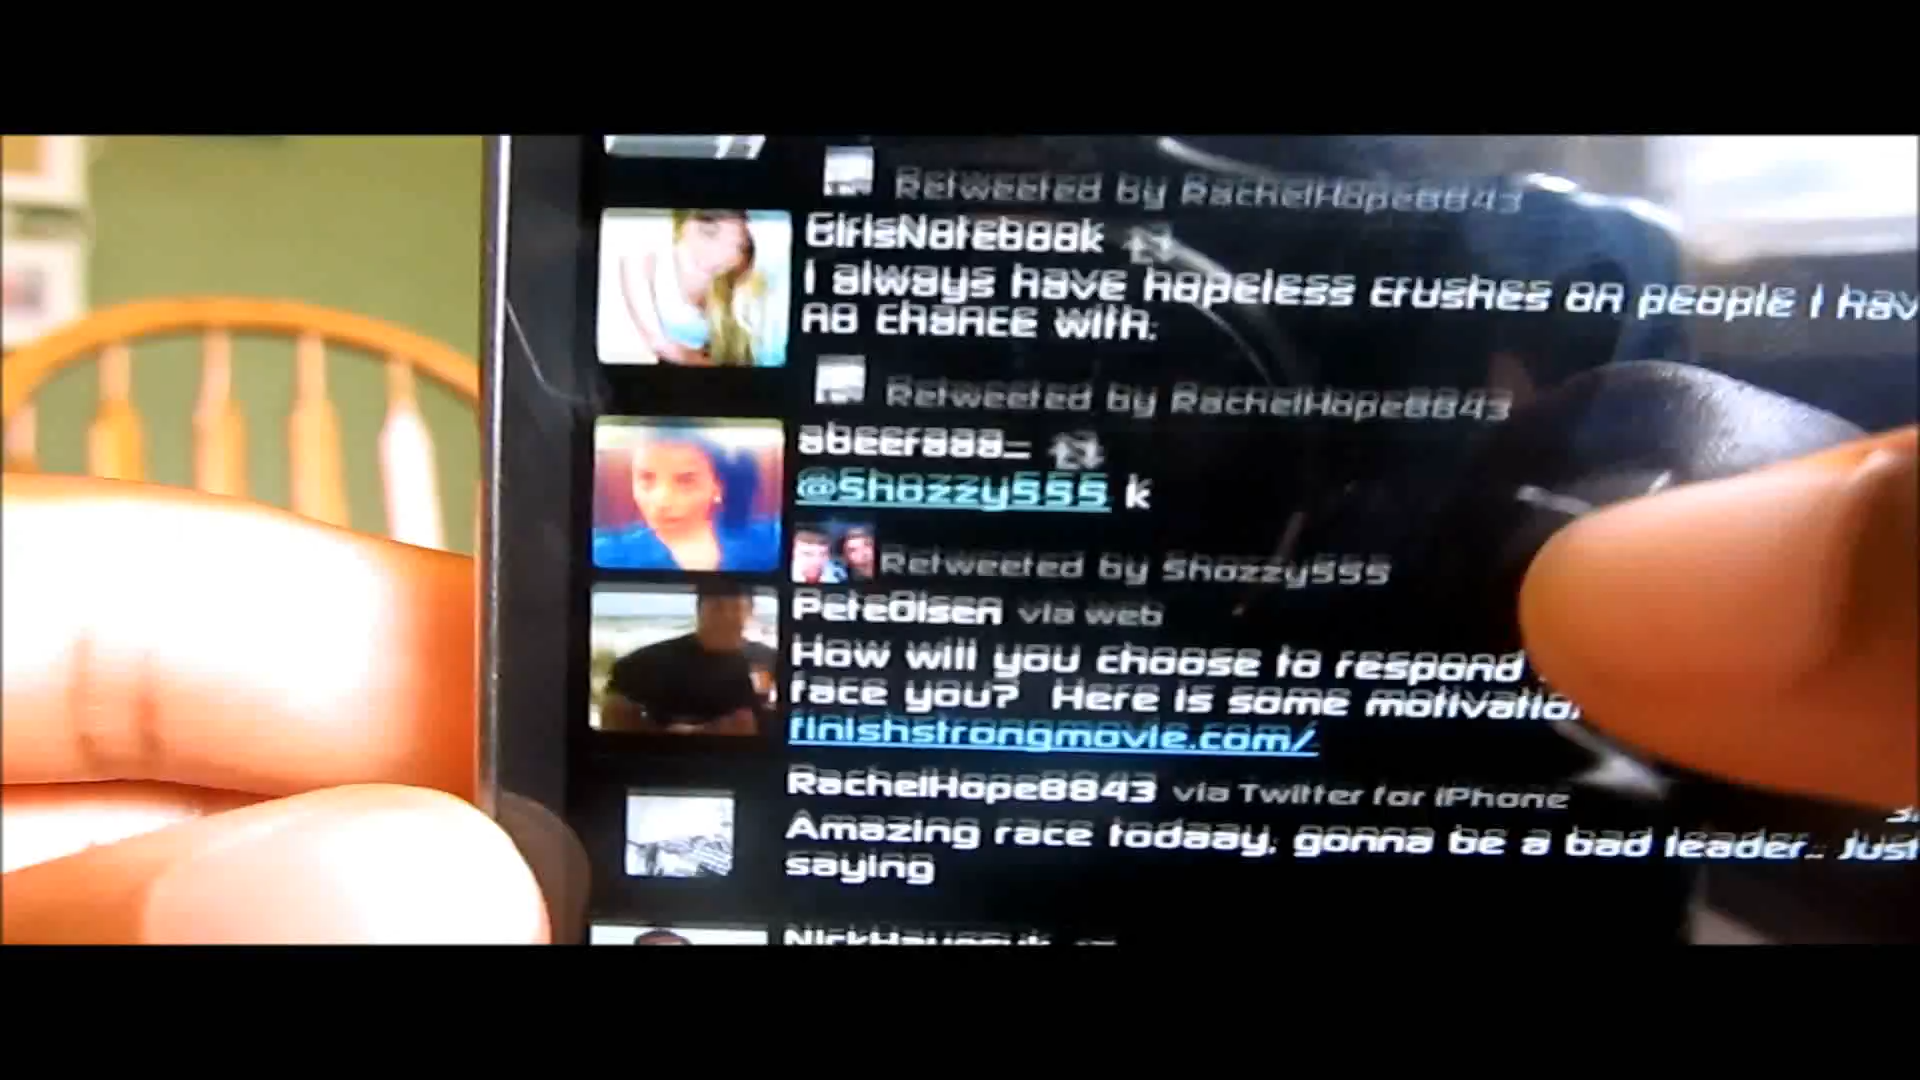 Retweeted by RachelHope8843
GirlsNotebook
I always have hopeless crushes on people I hav
no chance with.
Retweeted by RachelHope8843
abeeraaa_
@Shozzy555 k
Retweeted by Shozzy555
PeteOlsen via web
How will you choose to respond
face you? Here is some
finishstrongmovie.com/
RachelHope8843 via Twitter for iPhone
Amazing race todaay, gonna be a bad leader.. Just
saying